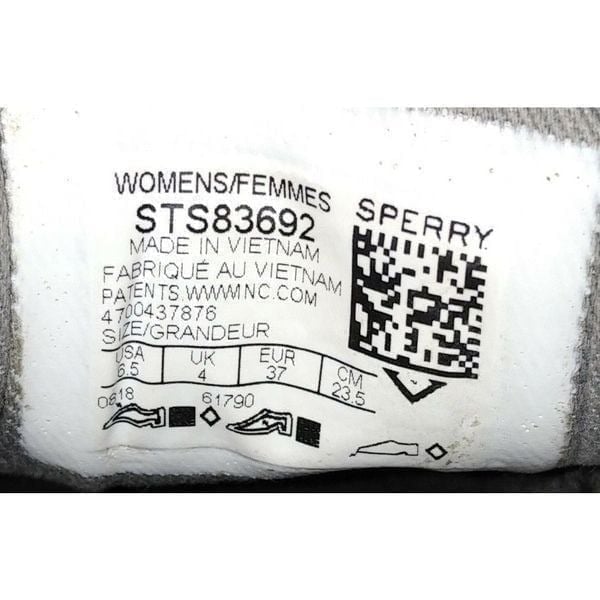 WOMENS/FEMMES
STS83692
MADE IN VIETNAM
FABRIQUÉ AU VIETNAM
PATENTS.WWWINC.COM
4700437876
SIZE/GRANDEUR
USA UK EUR CM
6.5 4 37 23.5
0818 61790
SPERRY